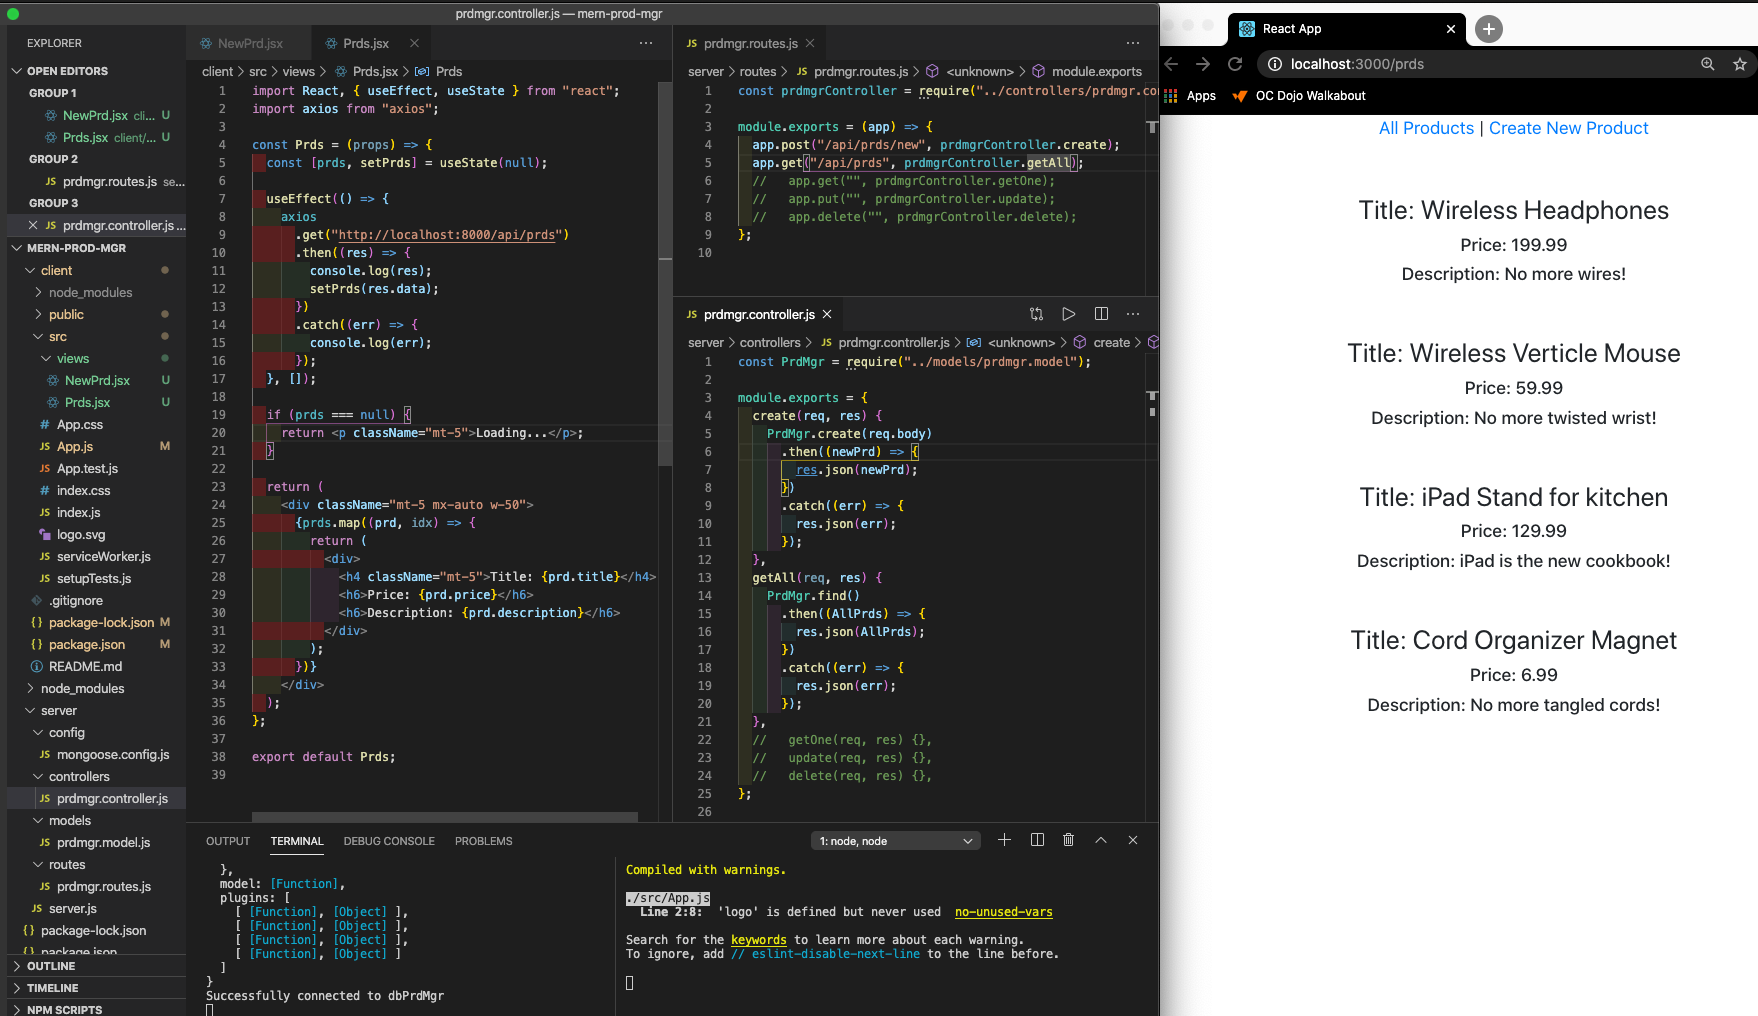 prdmgr.controller.js — mern-prod-mgr
EXPLORER
OPEN EDITORS
GROUP 1
NewPrd.jsx cli... U
Prds.jsx client/... U
GROUP 2
JS prdmgr.routes.js se...
GROUP 3
JS prdmgr.controller.js ...
MERN-PROD-MGR
client
node_modules
public
src
views
NewPrd.jsx U
Prds.jsx U
# App.css
JS App.js M
JS App.test.js
# index.css
JS index.js
logo.svg
JS serviceWorker.js
JS setupTests.js
.gitignore
{} package-lock.json M
{} package.json M
README.md
node_modules
server
config
JS mongoose.config.js
controllers
JS prdmgr.controller.js
models
JS prdmgr.model.js
routes
JS prdmgr.routes.js
JS server.js
{} package-lock.json
{} package.json
OUTLINE
TIMELINE
NPM SCRIPTS
NewPrd.jsx
Prds.jsx
client > src > views > Prds.jsx > Prds
1 import React, { useEffect, useState } from "react";
2 import axios from "axios";
3
4 const Prds = (props) => {
5 const [prds, setPrds] = useState(null);
6
7 useEffect(() => {
8 axios
9 .get("http://localhost:8000/api/prds")
10 .then((res) => {
11 console.log(res);
12 setPrds(res.data);
13 })
14 .catch((err) => {
15 console.log(err);
16 });
17 }, []);
18
19 if (prds === null) {
20 return <p className="mt-5">Loading...</p>;
21 }
22
23 return (
24 <div className="mt-5 mx-auto w-50">
25 {prds.map((prd, idx) => {
26 return (
27 <div>
28 <h4 className="mt-5">Title: {prd.title}</h4>
29 <h6>Price: {prd.price}</h6>
30 <h6>Description: {prd.description}</h6>
31 </div>
32 );
33 })}
34 </div>
35 );
36 };
37
38 export default Prds;
39
JS prdmgr.routes.js
server > routes > JS prdmgr.routes.js > <unknown> > module.exports
1 const prdmgrController = require("../controllers/prdmgr.co
2
3 module.exports = (app) => {
4 app.post("/api/prds/new", prdmgrController.create);
5 app.get("/api/prds", prdmgrController.getAll);
6 // app.get("", prdmgrController.getOne);
7 // app.put("", prdmgrController.update);
8 // app.delete("", prdmgrController.delete);
9 };
10
JS prdmgr.controller.js
server > controllers > JS prdmgr.controller.js > <unknown> > create >
1 const PrdMgr = require("../models/prdmgr.model");
2
3 module.exports = {
4 create(req, res) {
5 PrdMgr.create(req.body)
6 .then((newPrd) => {
7 res.json(newPrd);
8 })
9 .catch((err) => {
10 res.json(err);
11 });
12 },
13 getAll(req, res) {
14 PrdMgr.find()
15 .then((AllPrds) => {
16 res.json(AllPrds);
17 })
18 .catch((err) => {
19 res.json(err);
20 });
21 },
22 // getOne(req, res) {},
23 // update(req, res) {},
24 // delete(req, res) {},
25 };
26
OUTPUT TERMINAL DEBUG CONSOLE PROBLEMS
1: node, node
},
model: [Function],
plugins: [
[ [Function], [Object] ],
[ [Function], [Object] ],
[ [Function], [Object] ],
[ [Function], [Object] ]
]
}
Successfully connected to dbPrdMgr
Compiled with warnings.
./src/App.js
Line 2:8: 'logo' is defined but never used no-unused-vars
Search for the keywords to learn more about each warning.
To ignore, add // eslint-disable-next-line to the line before.
React App
localhost:3000/prds
Apps OC Dojo Walkabout
All Products | Create New Product
Title: Wireless Headphones
Price: 199.99
Description: No more wires!
Title: Wireless Verticle Mouse
Price: 59.99
Description: No more twisted wrist!
Title: iPad Stand for kitchen
Price: 129.99
Description: iPad is the new cookbook!
Title: Cord Organizer Magnet
Price: 6.99
Description: No more tangled cords!